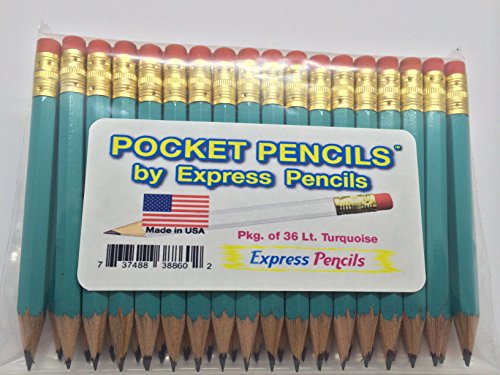 POCKET PENCILS™
by Express Pencils
Made in USA
Pkg. of 36 Lt. Turquoise
7 37488 38860 2
Express Pencils